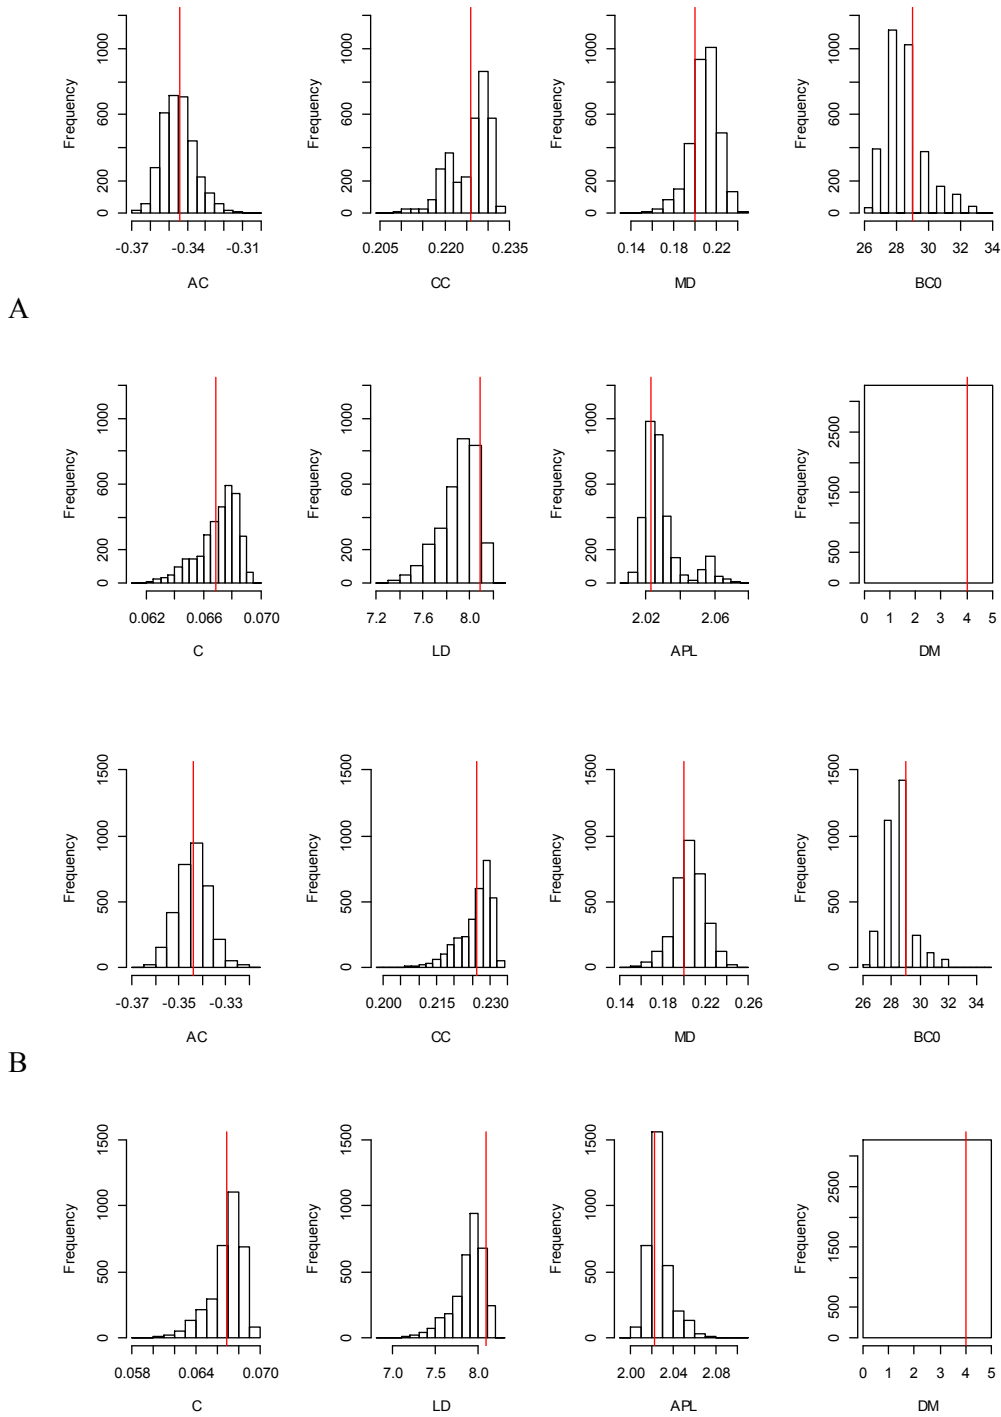 Frequency 0 200 600 1000 -0.37 -0.34 -0.31 AC
Frequency 0 200 600 1000 0.205 0.220 0.235 CC
Frequency 0 200 600 1000 0.14 0.18 0.22 MD
Frequency 0 200 600 1000 26 28 30 32 34 BC0
A
Frequency 0 200 600 1000 0.062 0.066 0.070 C
Frequency 0 200 600 1000 7.2 7.6 8.0 LD
Frequency 0 200 600 1000 2.02 2.06 APL
Frequency 0 500 1500 2500 0 1 2 3 4 5 DM
Frequency 0 500 1000 1500 -0.37 -0.35 -0.33 AC
Frequency 0 500 1000 1500 0.200 0.215 0.230 CC
Frequency 0 500 1000 1500 0.14 0.18 0.22 0.26 MD
Frequency 0 500 1000 1500 26 28 30 32 34 BC0
B
Frequency 0 500 1000 1500 0.058 0.064 0.070 C
Frequency 0 500 1000 1500 7.0 7.5 8.0 LD
Frequency 0 500 1000 1500 2.00 2.04 2.08 APL
Frequency 0 500 1500 2500 0 1 2 3 4 5 DM